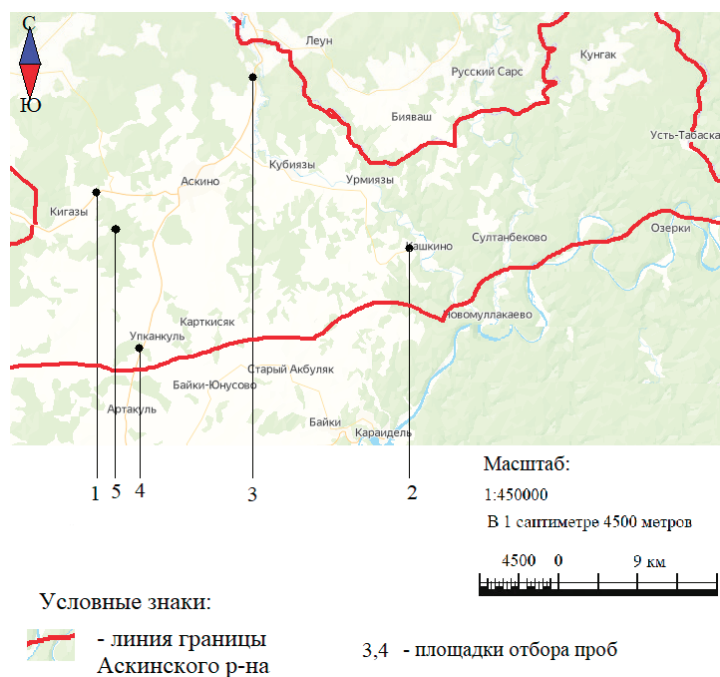 С
Ю
Леун
Кунгак
Русский Сарс
Бияваш
Усть-Табаска
Кубиязы
Урмиязы
Аскино
Кигазы
Кашкино
Султанбеково
Озерки
Новомуллакаево
Карткисяк
Упканкуль
Старый Акбуляк
Байки-Юнусово
Артакуль
Байки
Караидель
1
5
4
3
2
Масштаб:
1:450000
В 1 сантиметре 4500 метров
4500 0 9 км
Условные знаки:
- линия границы
Аскинского р-на
3,4 - площадки отбора проб